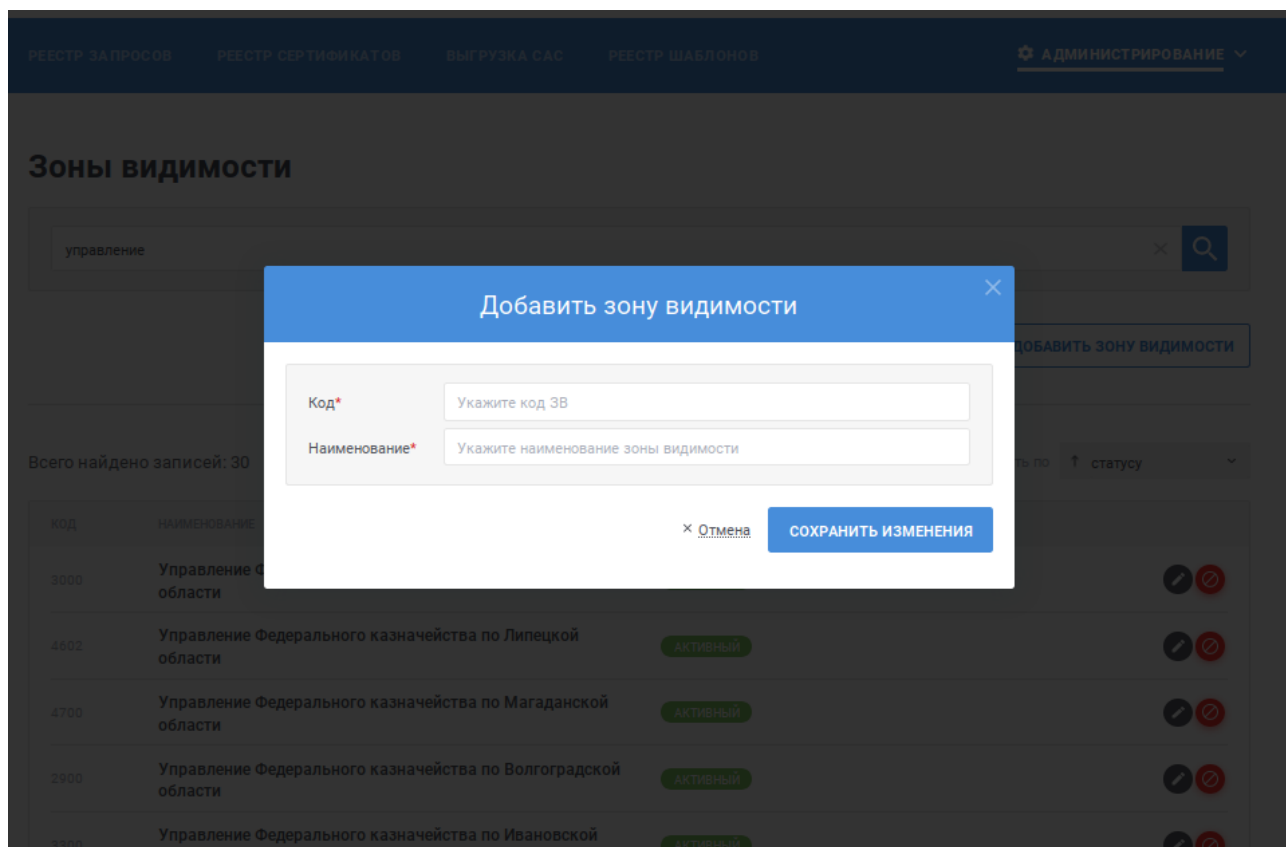 РЕЕСТР ЗАПРОСОВ РЕЕСТР СЕРТИФИКАТОВ ВЫГРУЗКА САС РЕЕСТР ШАБЛОНОВ АДМИНИСТРИРОВАНИЕ
Зоны видимости
управление
Добавить зону видимости
ДОБАВИТЬ ЗОНУ ВИДИМОСТИ
Код* Укажите код ЗВ
Наименование* Укажите наименование зоны видимости
Всего найдено записей: 30 по ↑ статусу
× Отмена СОХРАНИТЬ ИЗМЕНЕНИЯ
КОД НАИМЕНОВАНИЕ
3000 Управление
области
4602 Управление Федерального казначейства по Липецкой
области АКТИВНЫЙ
4700 Управление Федерального казначейства по Магаданской
области АКТИВНЫЙ
2900 Управление Федерального казначейства по Волгоградской
области АКТИВНЫЙ
3300 Управление Федерального казначейства по Ивановской
АКТИВНЫЙ